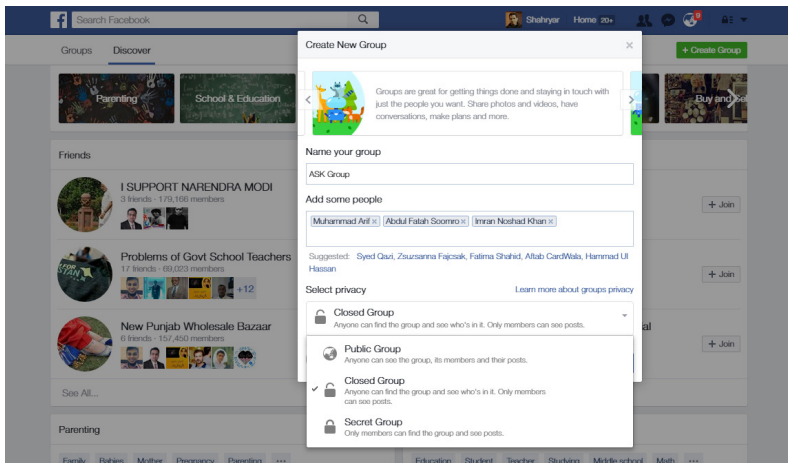 Search Facebook
Shahryar Home 20+
Groups Discover
+ Create Group
Parenting
School & Education
Buy and Sel
Friends
I SUPPORT NARENDRA MODI
3 friends - 179,166 members
+ Join
Problems of Govt School Teachers
17 friends - 69,023 members
+12
+ Join
New Punjab Wholesale Bazaar
6 friends - 157,450 members
al
+ Join
See All...
Parenting
Family Babies Mother Pregnancy Parenting ...
Education Student Teacher Studying Middle school Math ...
Create New Group
Groups are great for getting things done and staying in touch with
just the people you want. Share photos and videos, have
conversations, make plans and more.
Name your group
ASK Group
Add some people
Muhammad Arif × Abdul Fatah Soomro × Imran Noshad Khan ×
Suggested: Syed Qazi, Zsuzsanna Fajcsak, Fatima Shahid, Aftab CardWala, Hammad Ul
Hassan
Select privacy Learn more about groups privacy
Closed Group
Anyone can find the group and see who's in it. Only members can see posts.
Public Group
Anyone can see the group, its members and their posts.
Closed Group
Anyone can find the group and see who's in it. Only members
can see posts.
Secret Group
Only members can find the group and see posts.